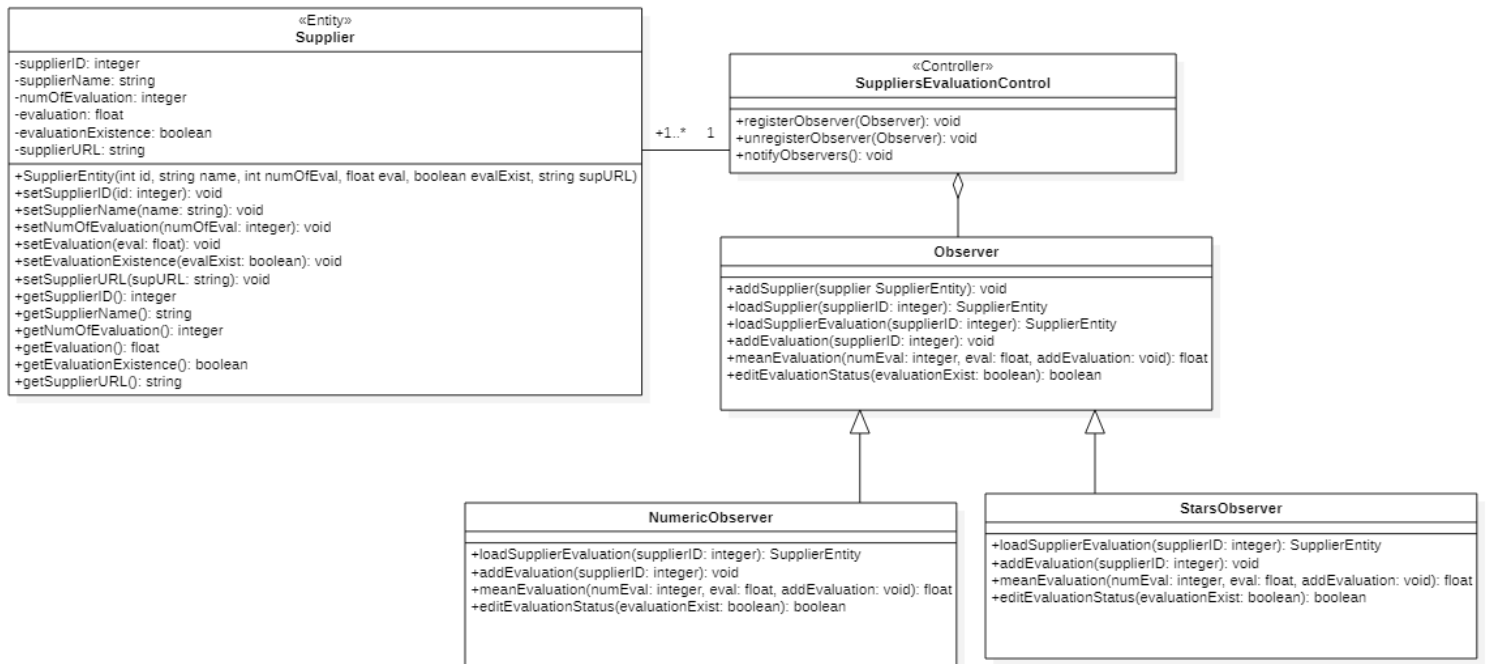 «Entity»
Supplier
-supplierID: integer
-supplierName: string
-numOfEvaluation: integer
-evaluation: float
-evaluationExistence: boolean
-supplierURL: string
+SupplierEntity(int id, string name, int numOfEval, float eval, boolean evalExist, string supURL)
+setSupplierID(id: integer): void
+setSupplierName(name: string): void
+setNumOfEvaluation(numOfEval: integer): void
+setEvaluation(eval: float): void
+setEvaluationExistence(evalExist: boolean): void
+setSupplierURL(supURL: string): void
+getSupplierID(): integer
+getSupplierName(): string
+getNumOfEvaluation(): integer
+getEvaluation(): float
+getEvaluationExistence(): boolean
+getSupplierURL(): string
+1..* 1
«Controller»
SuppliersEvaluationControl
+registerObserver(Observer): void
+unregisterObserver(Observer): void
+notifyObservers(): void
Observer
+addSupplier(supplier SupplierEntity): void
+loadSupplier(supplierID: integer): SupplierEntity
+loadSupplierEvaluation(supplierID: integer): SupplierEntity
+addEvaluation(supplierID: integer): void
+meanEvaluation(numEval: integer, eval: float, addEvaluation: void): float
+editEvaluationStatus(evaluationExist: boolean): boolean
NumericObserver
+loadSupplierEvaluation(supplierID: integer): SupplierEntity
+addEvaluation(supplierID: integer): void
+meanEvaluation(numEval: integer, eval: float, addEvaluation: void): float
+editEvaluationStatus(evaluationExist: boolean): boolean
StarsObserver
+loadSupplierEvaluation(supplierID: integer): SupplierEntity
+addEvaluation(supplierID: integer): void
+meanEvaluation(numEval: integer, eval: float, addEvaluation: void): float
+editEvaluationStatus(evaluationExist: boolean): boolean